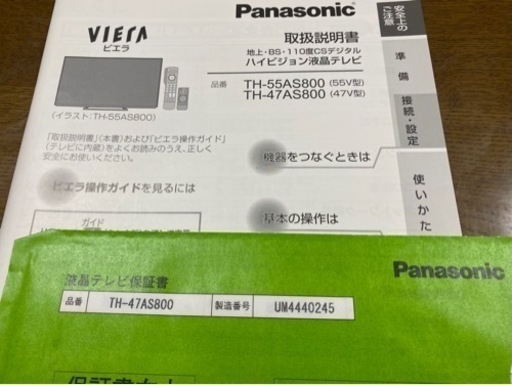 Panasonic
VIERA
ビエラ
取扱説明書
地上・BS・110度CSデジタル
ハイビジョン液晶テレビ
品番 TH-55AS800 (55V型)
TH-47AS800 (47V型)
(イラスト:TH-55AS800)
「取扱説明書」(本書)および「ビエラ操作ガイド」
(テレビに内蔵)をよくお読みのうえ、正しく
安全にお使いください。
ビエラ操作ガイドを見るには
ガイド
機器をつなぐときは
基本の操作は
安全上の
ご注意
準備
接続・設定
使いかた
Panasonic
液晶テレビ保証書
品番 TH-47AS800 製造番号 UM4440245